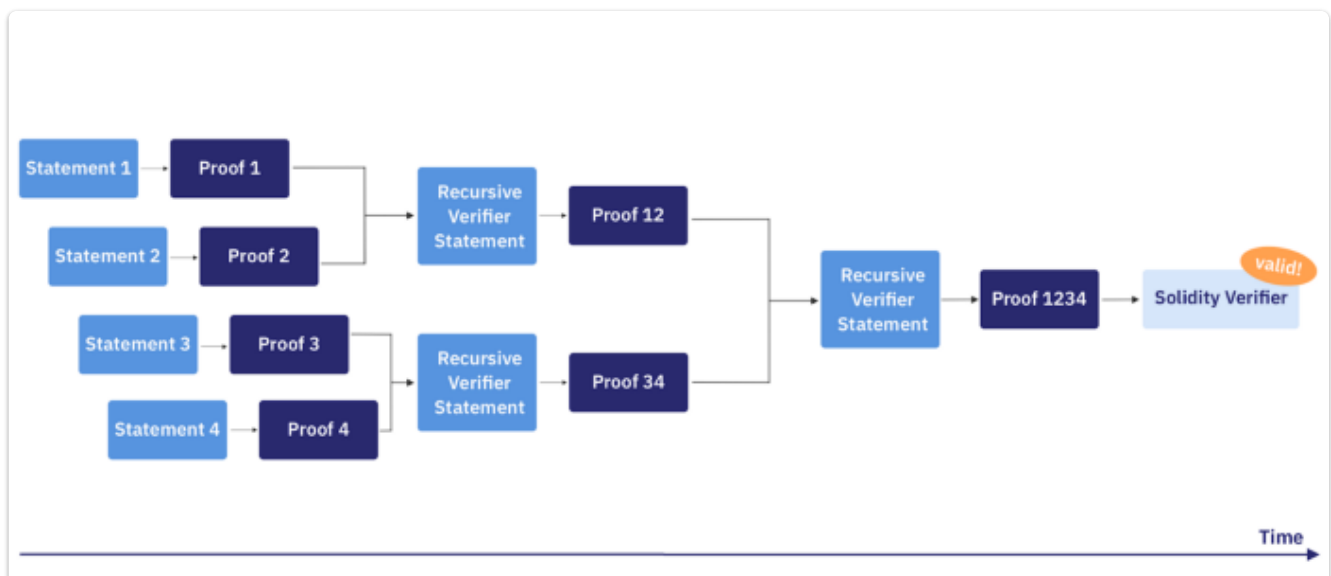 Statement 1
Proof 1
Statement 2
Proof 2
Statement 3
Proof 3
Statement 4
Proof 4
Recursive
Verifier
Statement
Proof 12
Recursive
Verifier
Statement
Proof 34
Recursive
Verifier
Statement
Proof 1234
valid!
Solidity Verifier
Time